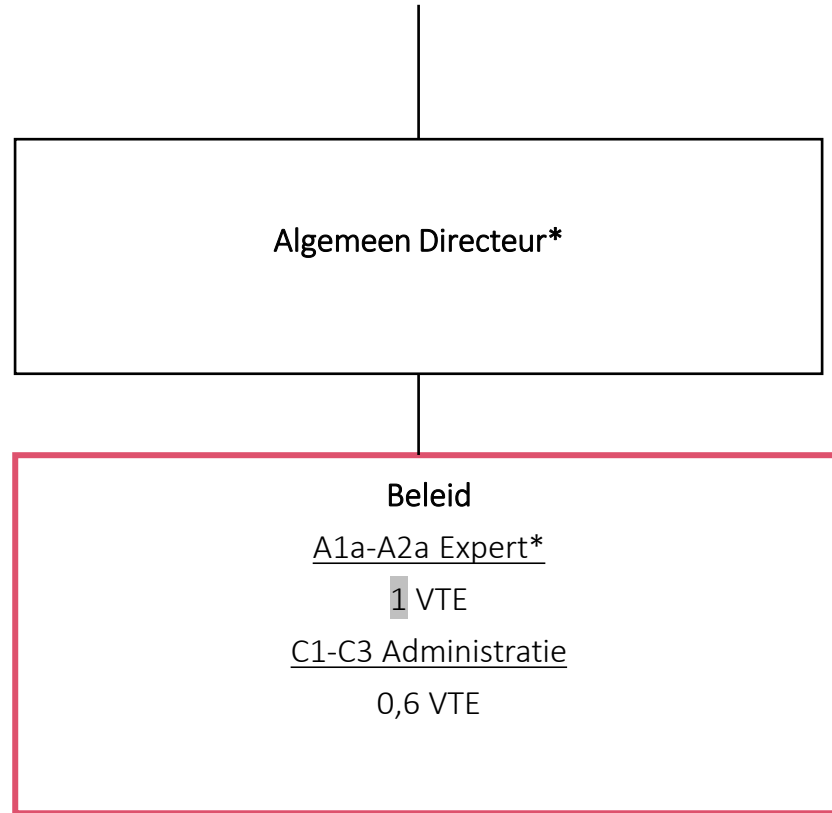 Algemeen Directeur*
Beleid
A1a-A2a Expert*
1 VTE
C1-C3 Administratie
0,6 VTE